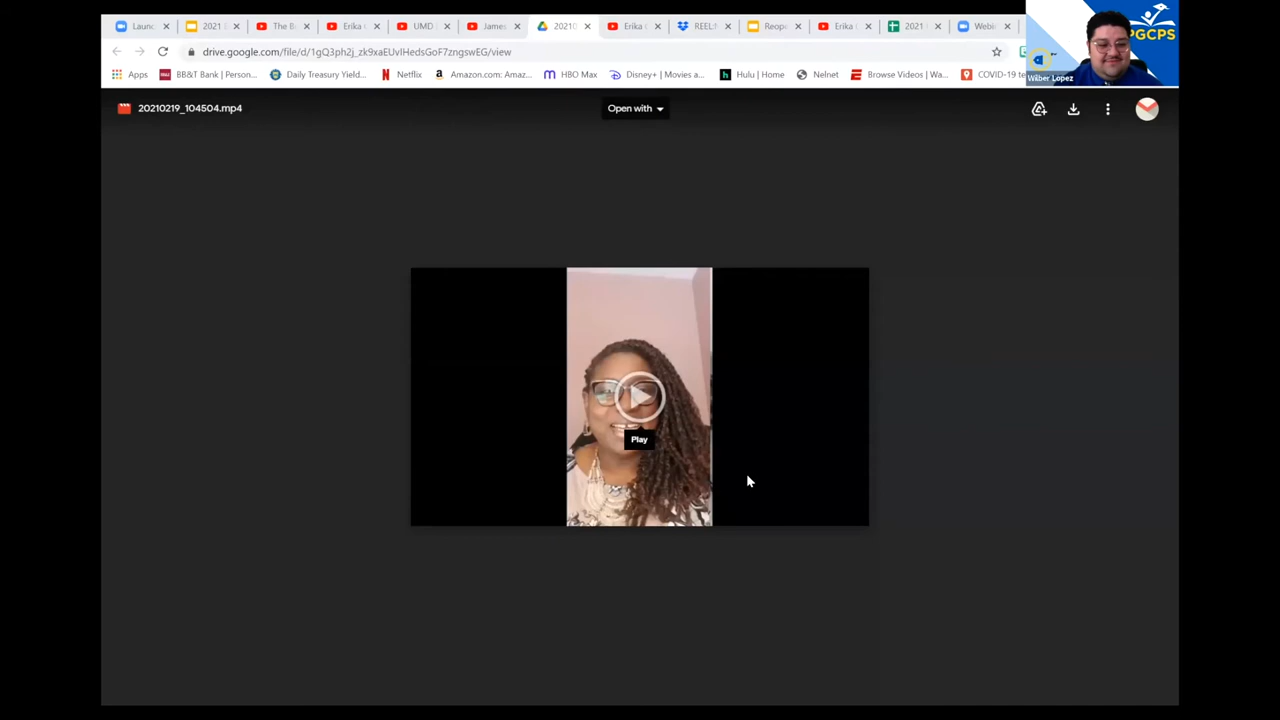 Launc 2021 The B Erika UMD James 2021 Erika REEL: Reope Erika 2021 Webi
drive.google.com/file/d/1gQ3ph2j_zk9xaEUvIHedsGoF7zngswEG/view
Apps BB&T Bank | Person... Daily Treasury Yield... Netflix Amazon.com: Amaz... HBO Max Disney+ | Movies a... Hulu | Home Nelnet Browse Videos | Wa... COVID-19 te
PGCPS
Wilber Lopez
20210219_104504.mp4 Open with
Play